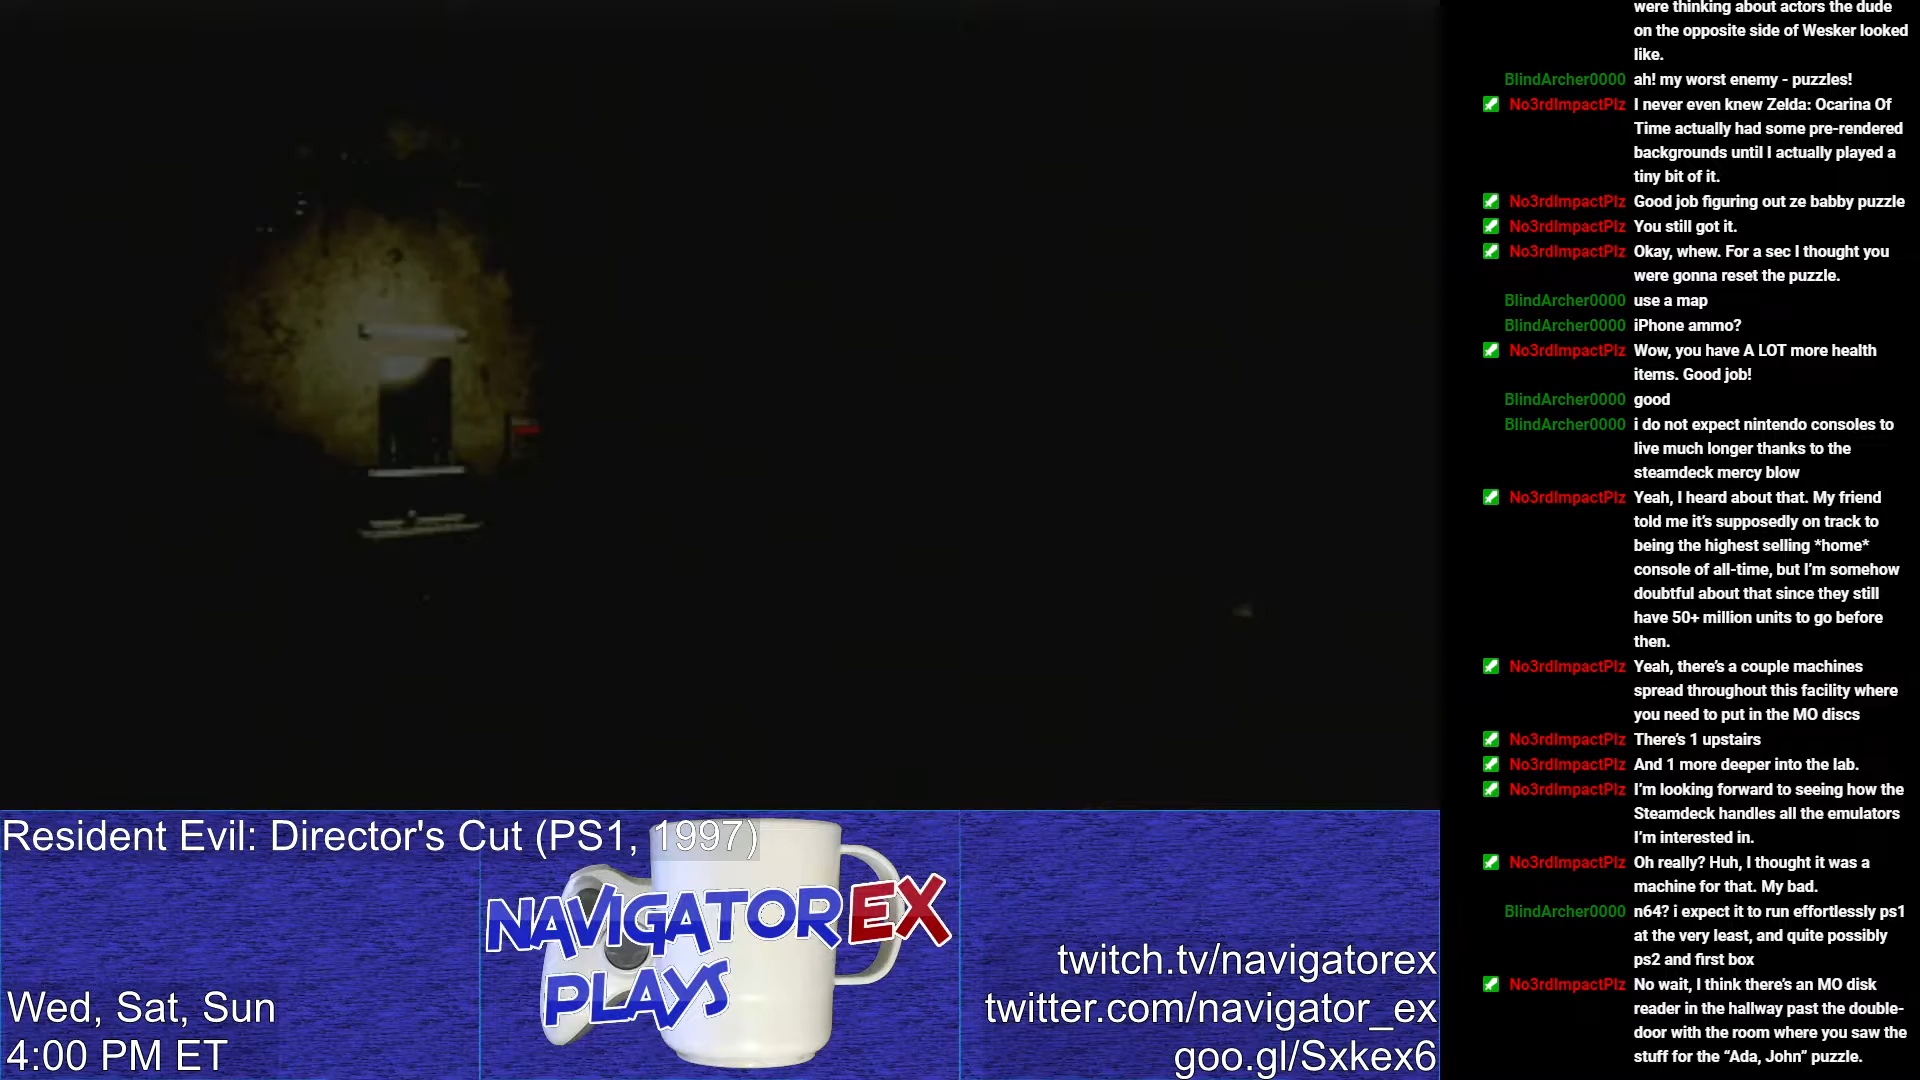 were thinking about actors the dude
on the opposite side of Wesker looked
like.
BlindArcher0000 ah! my worst enemy - puzzles!
No3rdImpactPlz I never even knew Zelda: Ocarina Of
Time actually had some pre-rendered
backgrounds until I actually played a
tiny bit of it.
No3rdImpactPlz Good job figuring out ze babby puzzle
No3rdImpactPlz You still got it.
No3rdImpactPlz Okay, whew. For a sec I thought you
were gonna reset the puzzle.
BlindArcher0000 use a map
BlindArcher0000 iPhone ammo?
No3rdImpactPlz Wow, you have A LOT more health
items. Good job!
BlindArcher0000 good
BlindArcher0000 i do not expect nintendo consoles to
live much longer thanks to the
steamdeck mercy blow
No3rdImpactPlz Yeah, I heard about that. My friend
told me it's supposedly on track to
being the highest selling *home*
console of all-time, but I'm somehow
doubtful about that since they still
have 50+ million units to go before
then.
No3rdImpactPlz Yeah, there's a couple machines
spread throughout this facility where
you need to put in the MO discs
No3rdImpactPlz There's 1 upstairs
No3rdImpactPlz And 1 more deeper into the lab.
No3rdImpactPlz I'm looking forward to seeing how the
Steamdeck handles all the emulators
I'm interested in.
No3rdImpactPlz Oh really? Huh, I thought it was a
machine for that. My bad.
BlindArcher0000 n64? i expect it to run effortlessly ps1
at the very least, and quite possibly
ps2 and first box
No3rdImpactPlz No wait, I think there's an MO disk
reader in the hallway past the double-
door with the room where you saw the
stuff for the “Ada, John” puzzle.
Resident Evil: Director's Cut (PS1, 1997)
NAVIGATOR EX
PLAYS
Wed, Sat, Sun
4:00 PM ET
twitch.tv/navigatorex
twitter.com/navigator_ex
goo.gl/Sxkex6